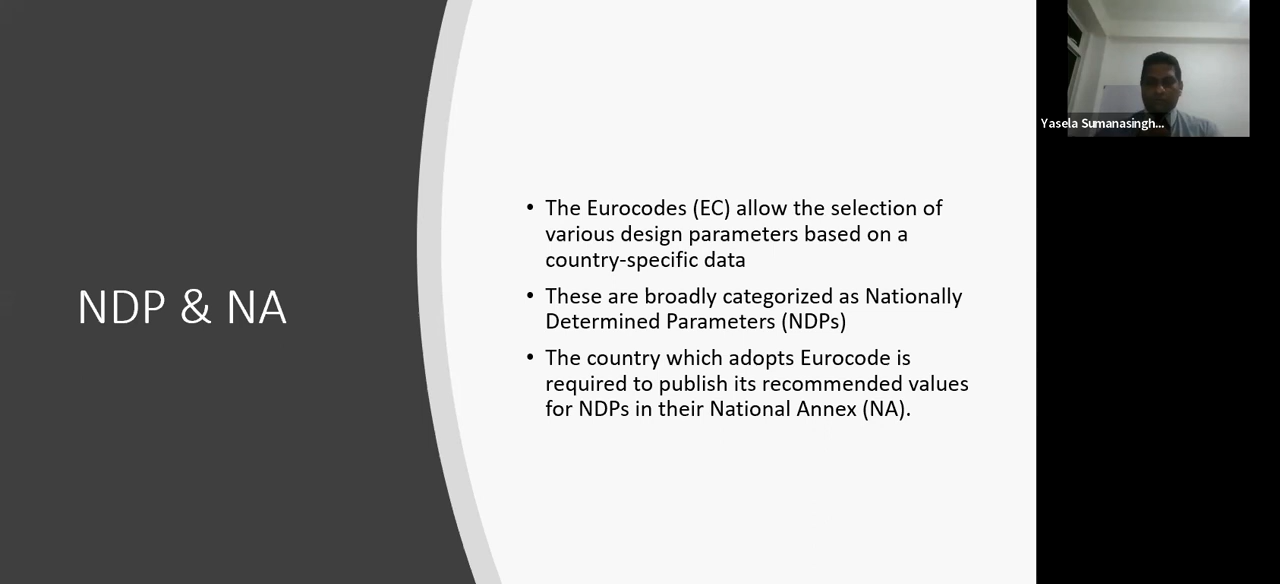 NDP & NA
• The Eurocodes (EC) allow the selection of
various design parameters based on a
country-specific data
• These are broadly categorized as Nationally
Determined Parameters (NDPs)
• The country which adopts Eurocode is
required to publish its recommended values
for NDPs in their National Annex (NA).
Yasela Sumanasingh...